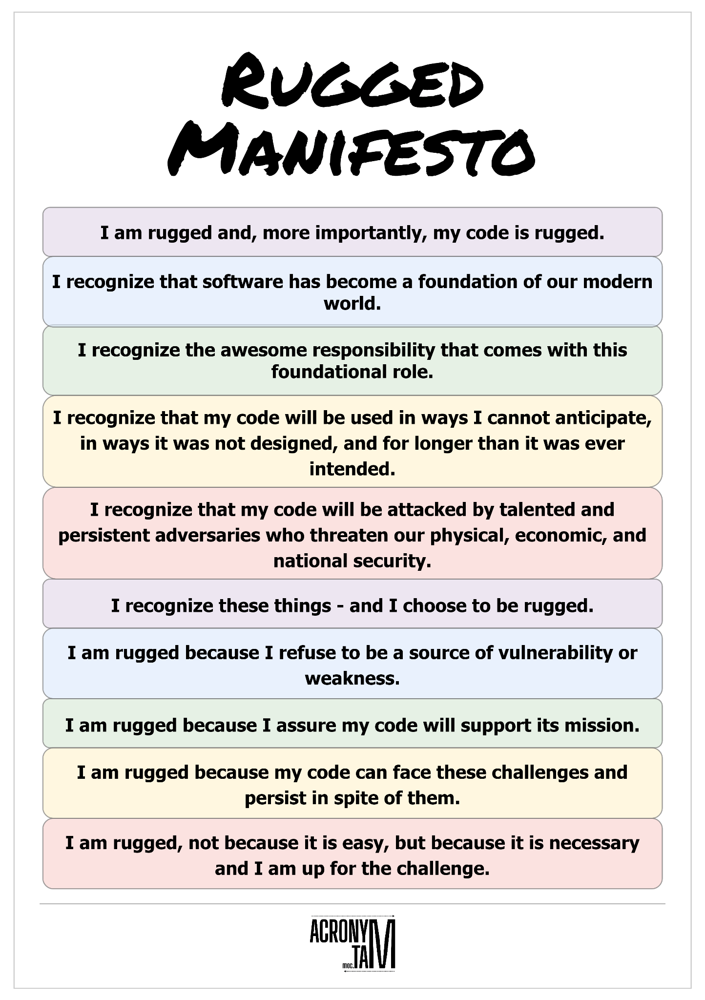 RUGGED
MANIFESTO
I am rugged and, more importantly, my code is rugged.
I recognize that software has become a foundation of our modern
world.
I recognize the awesome responsibility that comes with this
foundational role.
I recognize that my code will be used in ways I cannot anticipate,
in ways it was not designed, and for longer than it was ever
intended.
I recognize that my code will be attacked by talented and
persistent adversaries who threaten our physical, economic, and
national security.
I recognize these things - and I choose to be rugged.
I am rugged because I refuse to be a source of vulnerability or
weakness.
I am rugged because I assure my code will support its mission.
I am rugged because my code can face these challenges and
persist in spite of them.
I am rugged, not because it is easy, but because it is necessary
and I am up for the challenge.
ACRONYM
moc.TA